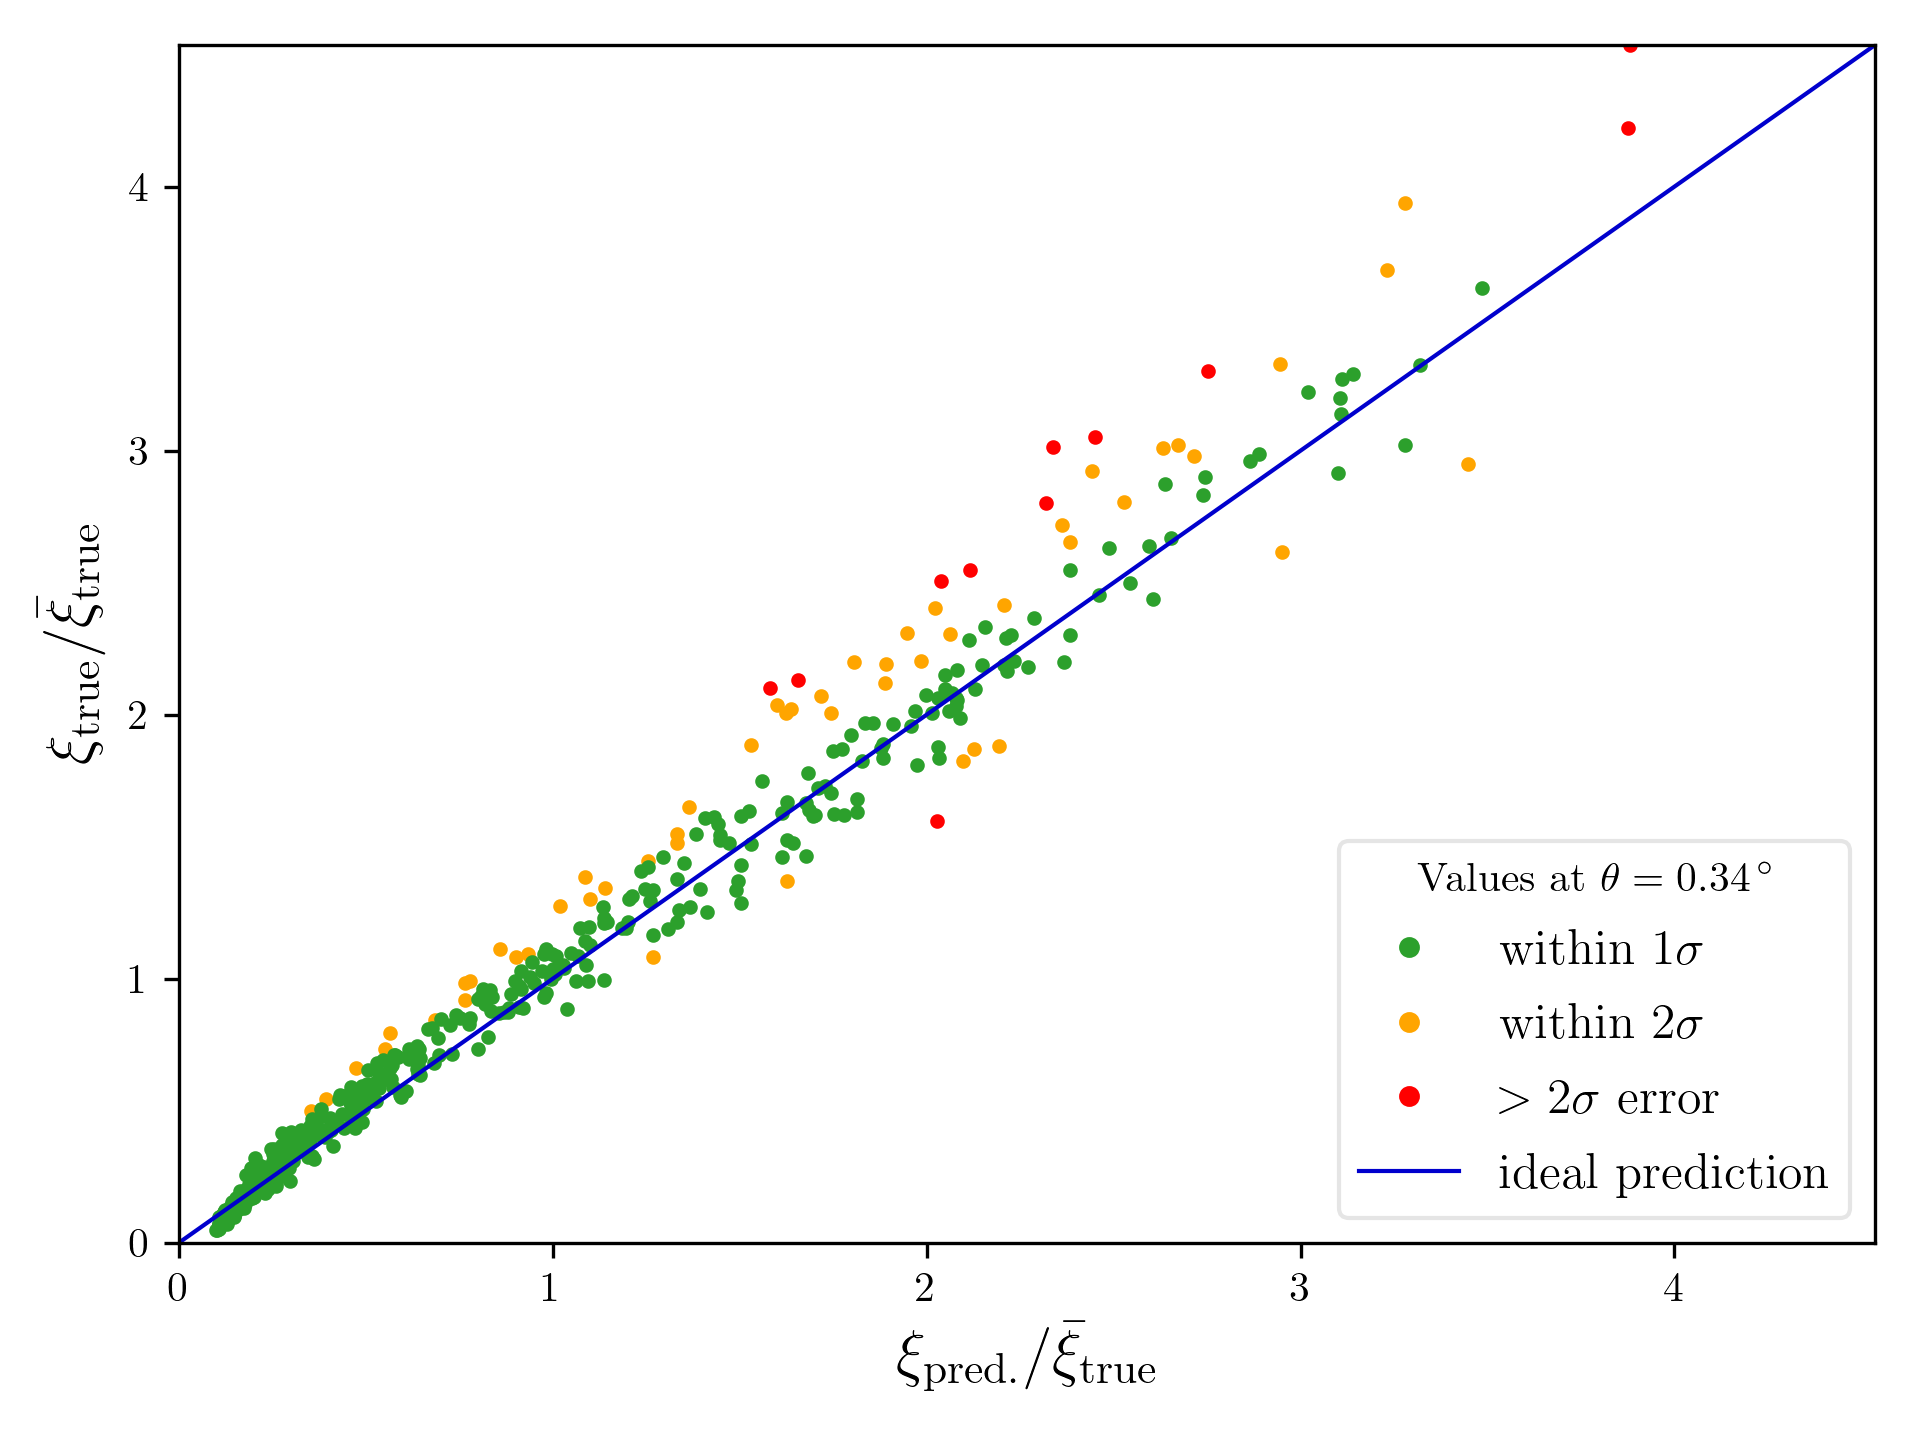 4
3
2
1
0
0 1 2 3 4
ξtrue/ξ̄true
ξpred./ξ̄true
Values at θ = 0.34°
within 1σ
within 2σ
> 2σ error
ideal prediction